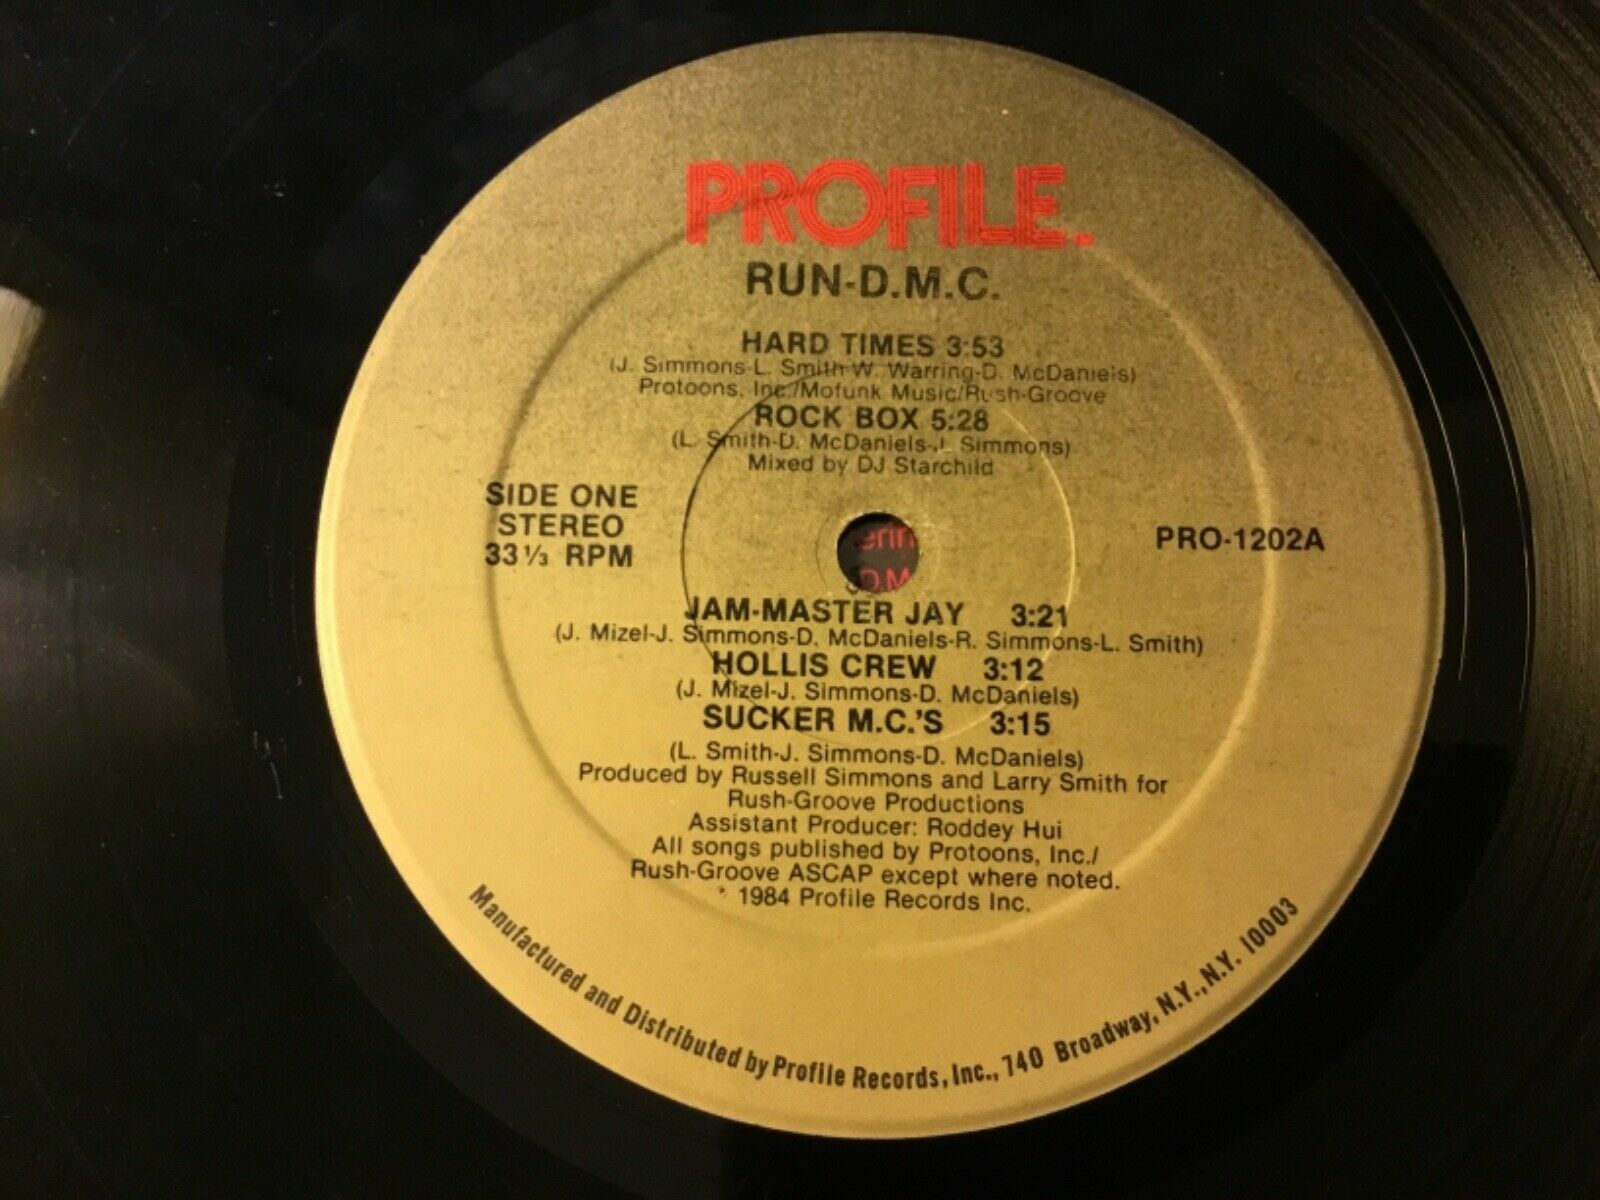 PROFILE
RUN-D.M.C.
HARD TIMES 3:53
(J. Simmons-L. Smith-W. Warring-D. McDaniels)
Protoons, Inc./Mofunk Music/Rush-Groove
ROCK BOX 5:28
(L. Smith-D. McDaniels-J. Simmons)
Mixed by DJ Starchild
SIDE ONE
STEREO
33⅓ RPM
PRO-1202A
JAM-MASTER JAY 3:21
(J. Mizel-J. Simmons-D. McDaniels-R. Simmons-L. Smith)
HOLLIS CREW 3:12
(J. Mizel-J. Simmons-D. McDaniels)
SUCKER M.C.'S 3:15
(L. Smith-J. Simmons-D. McDaniels)
Produced by Russell Simmons and Larry Smith for
Rush-Groove Productions
Assistant Producer: Roddey Hui
All songs published by Protoons, Inc./
Rush-Groove ASCAP except where noted.
1984 Profile Records Inc.
Manufactured and Distributed by Profile Records, Inc., 740 Broadway, N.Y., N.Y. 10003